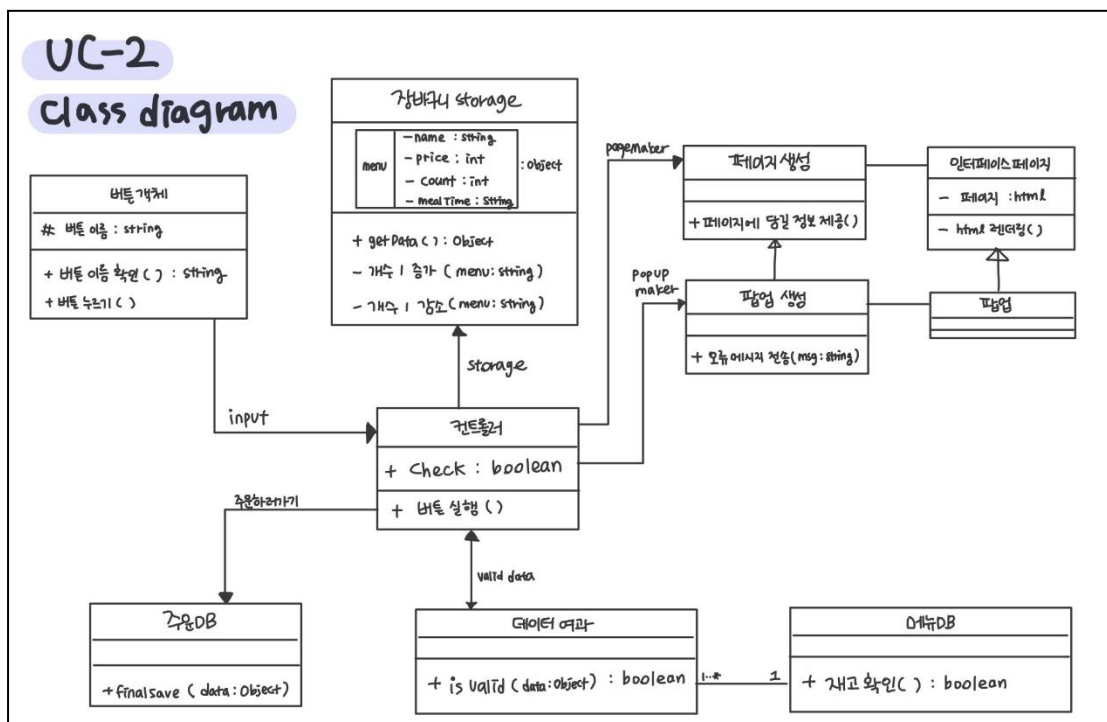 UC-2
Class diagram
장바구니 storage
menu
- name : string
- price : int
- count : int
- mealTime : String
: Object
+ getData ( ) : Object
- 개수 1 증가 ( menu : string )
- 개수 1 감소 ( menu : string )
버튼 객체
# 버튼 이름 : string
+ 버튼 이름 확인 ( ) : string
+ 버튼 누르기 ( )
pageMaker
페이지 생성
+ 페이지에 담길 정보 제공 ( )
인터페이스 페이지
- 페이지 : html
- html 렌더링 ( )
popup
maker
팝업 생성
+ 오류 메시지 전송 ( msg : string )
팝업
storage
input
컨트롤러
+ Check : boolean
+ 버튼 실행 ( )
주문하러가기
valid data
주문DB
+ finalsave ( data : Object )
데이터 여과
+ is Valid ( data : Object ) : boolean
1...*
1
메뉴DB
+ 재고 확인 ( ) : boolean